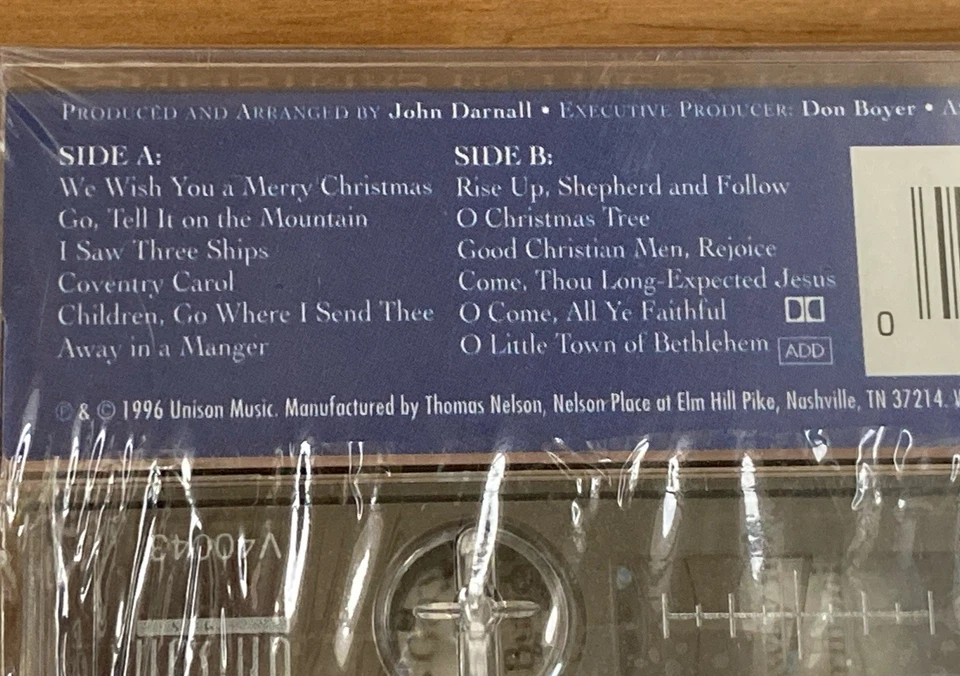 PRODUCED AND ARRANGED BY John Darnall • EXECUTIVE PRODUCER: Don Boyer •
SIDE A:
We Wish You a Merry Christmas
Go, Tell It on the Mountain
I Saw Three Ships
Coventry Carol
Children, Go Where I Send Thee
Away in a Manger
SIDE B:
Rise Up, Shepherd and Follow
O Christmas Tree
Good Christian Men, Rejoice
Come, Thou Long-Expected Jesus
O Come, All Ye Faithful
O Little Town of Bethlehem
ADD
0
℗ & © 1996 Unison Music. Manufactured by Thomas Nelson, Nelson Place at Elm Hill Pike, Nashville, TN 37214.
V40043